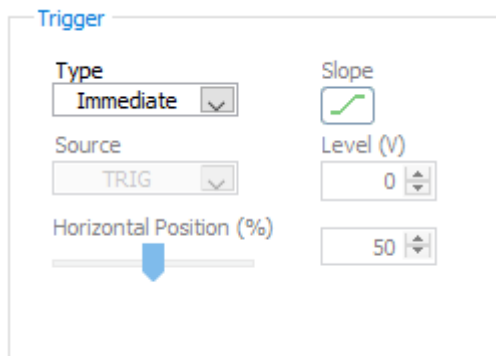 Trigger
Type
Slope
Immediate
Source
Level (V)
TRIG
0
Horizontal Position (%)
50